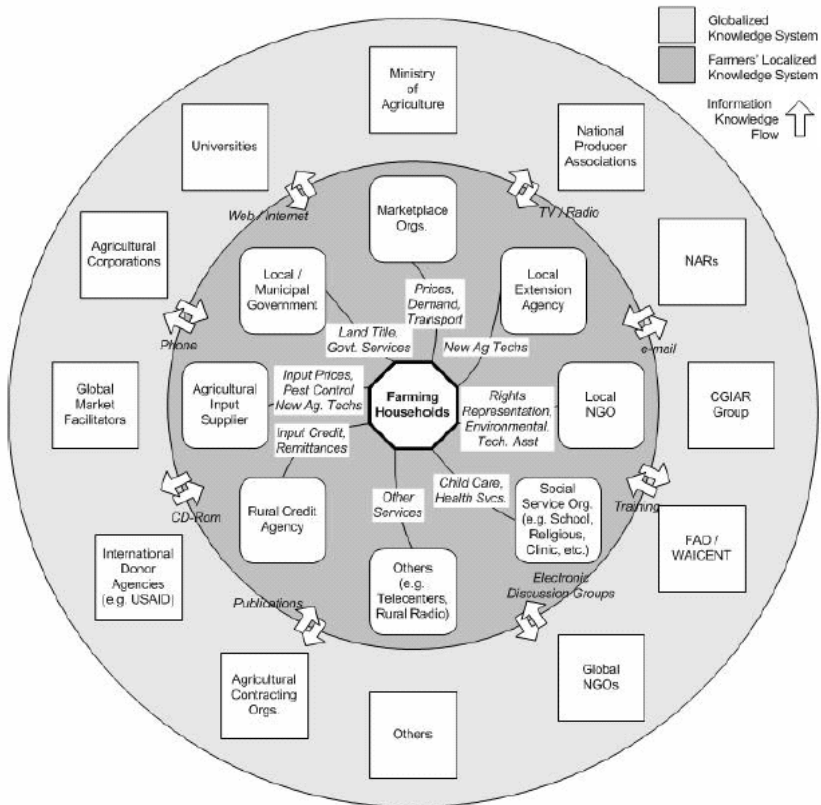 Globalized
Knowledge System
Farmers' Localized
Knowledge System
Information
Knowledge
Flow
Ministry
of
Agriculture
Universities
National
Producer
Associations
Web / Internet
TV / Radio
Marketplace
Orgs.
Agricultural
Corporations
NARs
Local /
Municipal
Government
Local
Extension
Agency
Prices,
Demand,
Transport
Land Title,
Govt. Services
New Ag Techs
Phone
e-mail
Global
Market
Facilitators
Agricultural
Input
Supplier
Input Prices,
Pest Control
New Ag. Techs
Farming
Households
Rights
Representation,
Environmental.
Tech. Asst
Local
NGO
CGIAR
Group
Input Credit,
Remittances
Child Care,
Health Svcs.
Other
Services
Rural Credit
Agency
Social
Service Org.
(e.g. School,
Religious,
Clinic, etc.)
CD-Rom
Training
International
Donor
Agencies
(e.g. USAID)
FAO /
WAICENT
Others
(e.g.
Telecenters,
Rural Radio)
Publications
Electronic
Discussion Groups
Agricultural
Contracting
Orgs.
Global
NGOs
Others